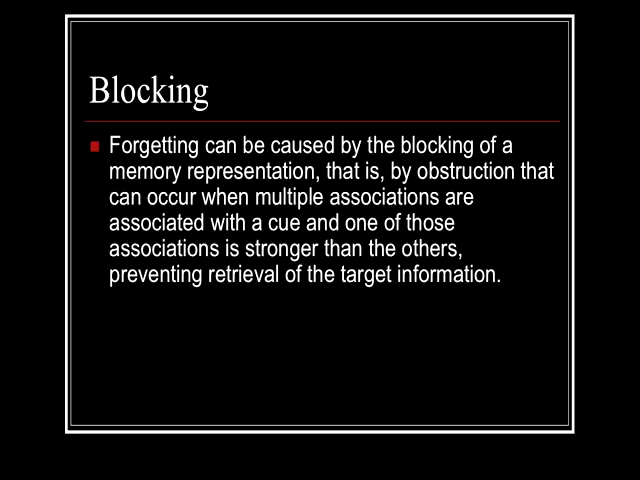 Blocking
Forgetting can be caused by the blocking of a
memory representation, that is, by obstruction that
can occur when multiple associations are
associated with a cue and one of those
associations is stronger than the others,
preventing retrieval of the target information.